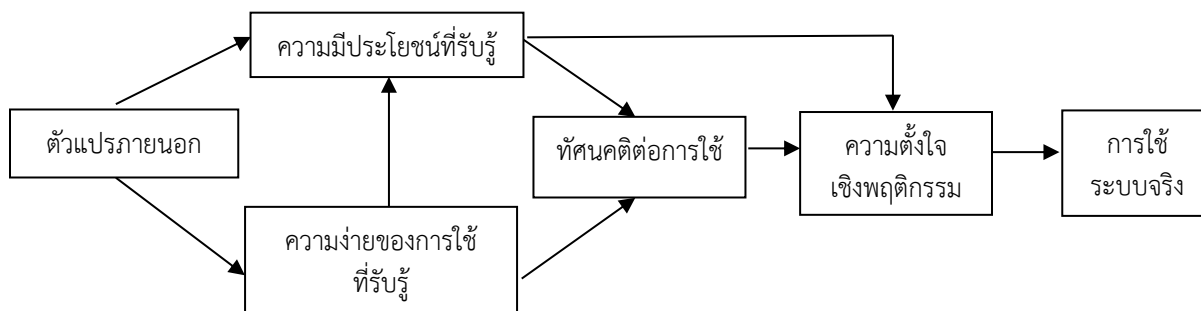 ความมีประโยชน์ที่รับรู้
ตัวแปรภายนอก
ความง่ายของการใช้
ที่รับรู้
ทัศนคติต่อการใช้
ความตั้งใจ
เชิงพฤติกรรม
การใช้
ระบบจริง